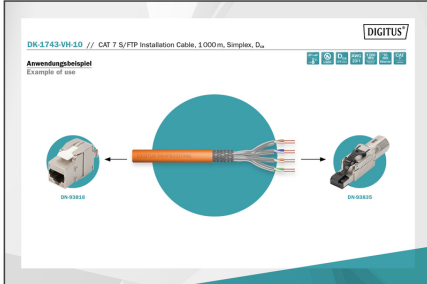 DIGITUS®
DK-1743-VH-10 // CAT 7 S/FTP Installation Cable, 1000 m, Simplex, Dca
Anwendungsbeispiel
Example of use
DN-93818
DN-93835